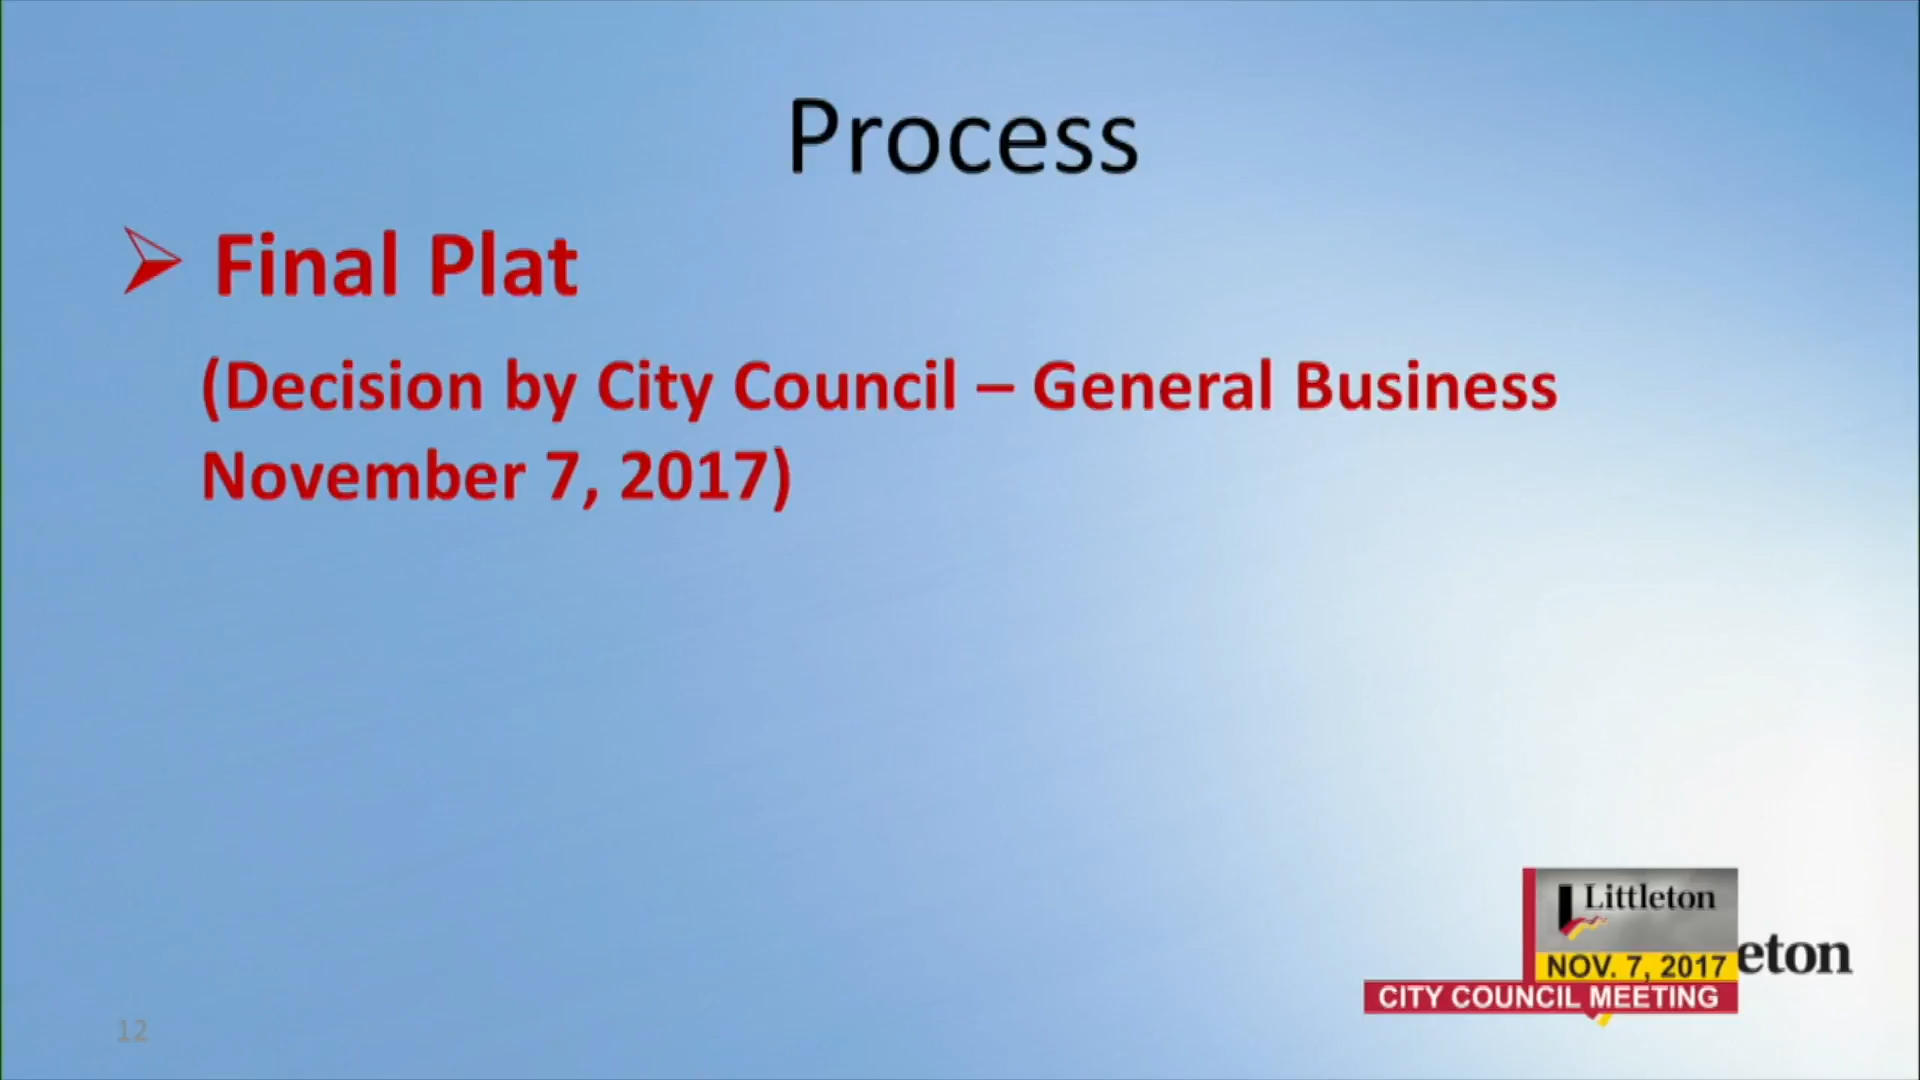 Process
Final Plat
(Decision by City Council – General Business
November 7, 2017)
Littleton
eton
NOV. 7, 2017
CITY COUNCIL MEETING
12